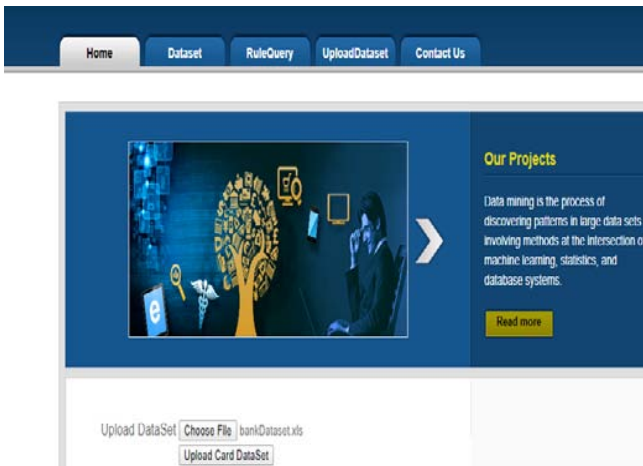 Home Dataset RuleQuery UploadDataset Contact Us
Our Projects
Data mining is the process of
discovering patterns in large data sets
involving methods at the intersection o
machine learning, statistics, and
database systems.
Read more
e
Upload DataSet Choose File bankDataset.xls
Upload Card DataSet